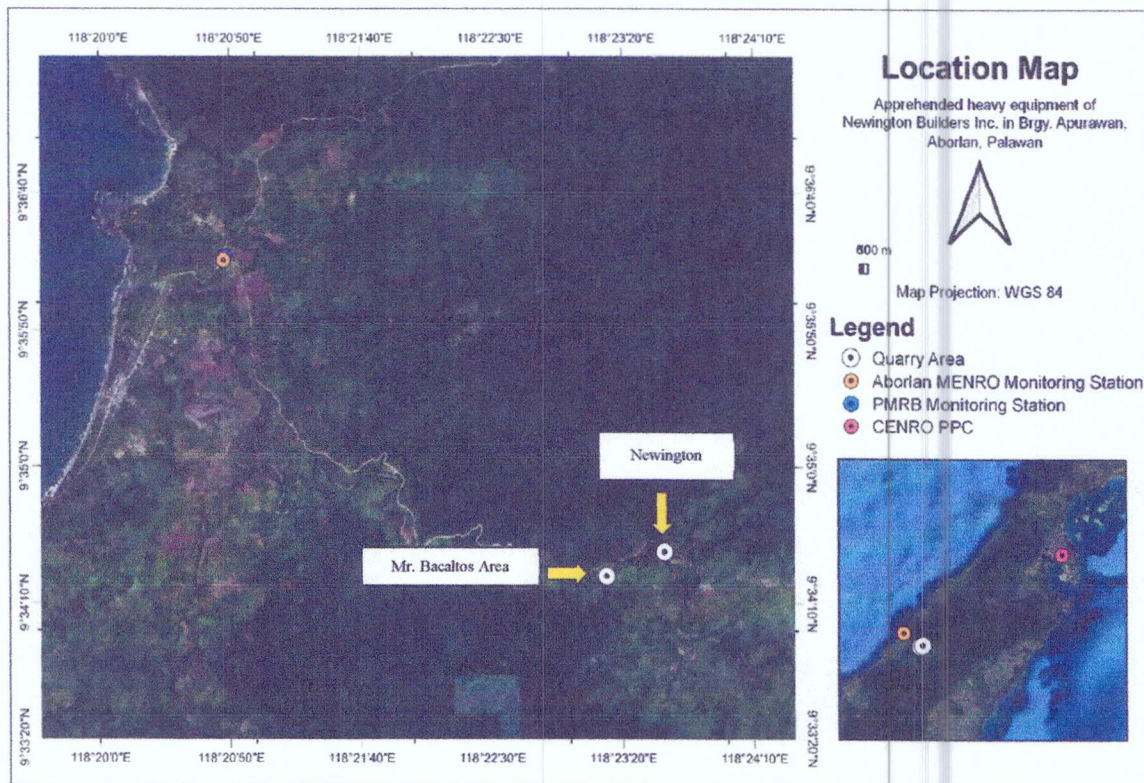 118°20'0"E 118°20'50"E 118°21'40"E 118°22'30"E 118°23'20"E 118°24'10"E
Location Map
Apprehended heavy equipment of
Newington Builders Inc. in Brgy. Apurawan,
Aborlan, Palawan
600 m
Map Projection: WGS 84
Legend
Quarry Area
Aborlan MENRO Monitoring Station
PMRB Monitoring Station
CENRO PPC
9°36'40"N
9°35'50"N
9°35'0"N
9°34'10"N
9°33'20"N
Newington
Mr. Bacaltos Area
9°36'40"N
9°35'50"N
9°35'0"N
9°34'10"N
9°33'20"N
118°20'0"E 118°20'50"E 118°21'40"E 118°22'30"E 118°23'20"E 118°24'10"E